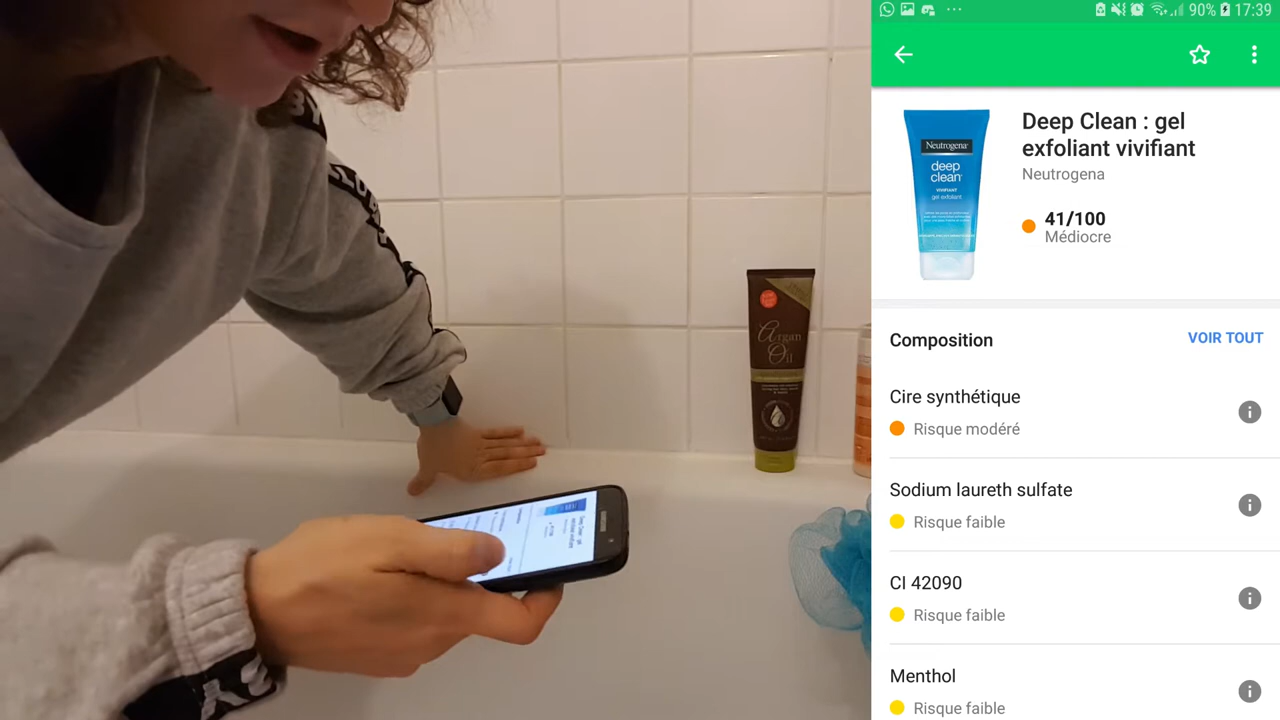 90% 17:39
Deep Clean : gel
exfoliant vivifiant
Neutrogena
41/100
Médiocre
Neutrogena
deep
clean
VIVIFIANT
gel exfoliant
Composition
VOIR TOUT
Cire synthétique
Risque modéré
Sodium laureth sulfate
Risque faible
CI 42090
Risque faible
Menthol
Risque faible
Argan
Oil